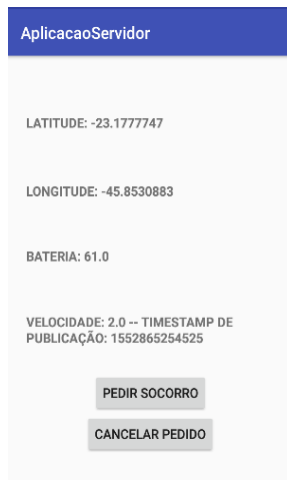 AplicacaoServidor
LATITUDE: -23.1777747
LONGITUDE: -45.8530883
BATERIA: 61.0
VELOCIDADE: 2.0 -- TIMESTAMP DE
PUBLICAÇÃO: 1552865254525
PEDIR SOCORRO
CANCELAR PEDIDO